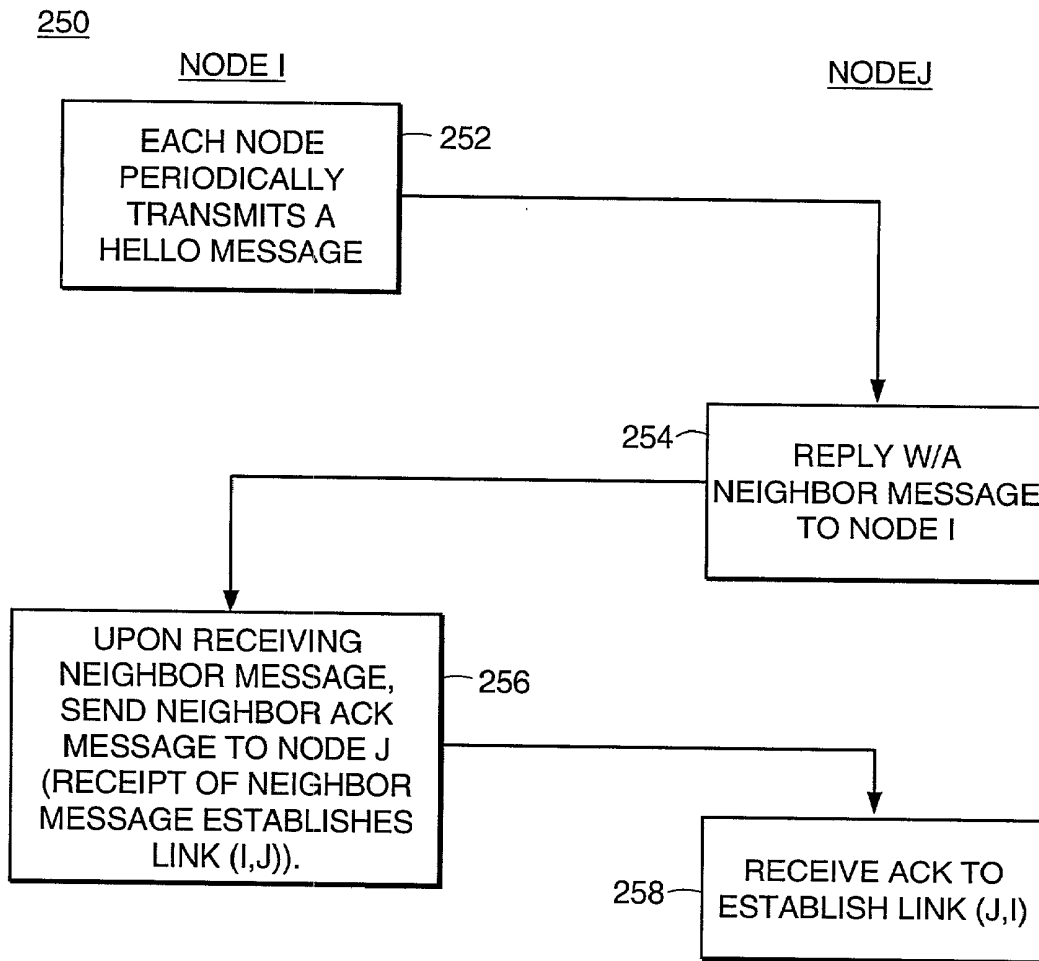 250
NODE I
NODEJ
EACH NODE
PERIODICALLY
TRANSMITS A
HELLO MESSAGE
252
254
REPLY W/A
NEIGHBOR MESSAGE
TO NODE I
UPON RECEIVING
NEIGHBOR MESSAGE,
SEND NEIGHBOR ACK
MESSAGE TO NODE J
(RECEIPT OF NEIGHBOR
MESSAGE ESTABLISHES
LINK (I,J)).
256
258
RECEIVE ACK TO
ESTABLISH LINK (J,I)